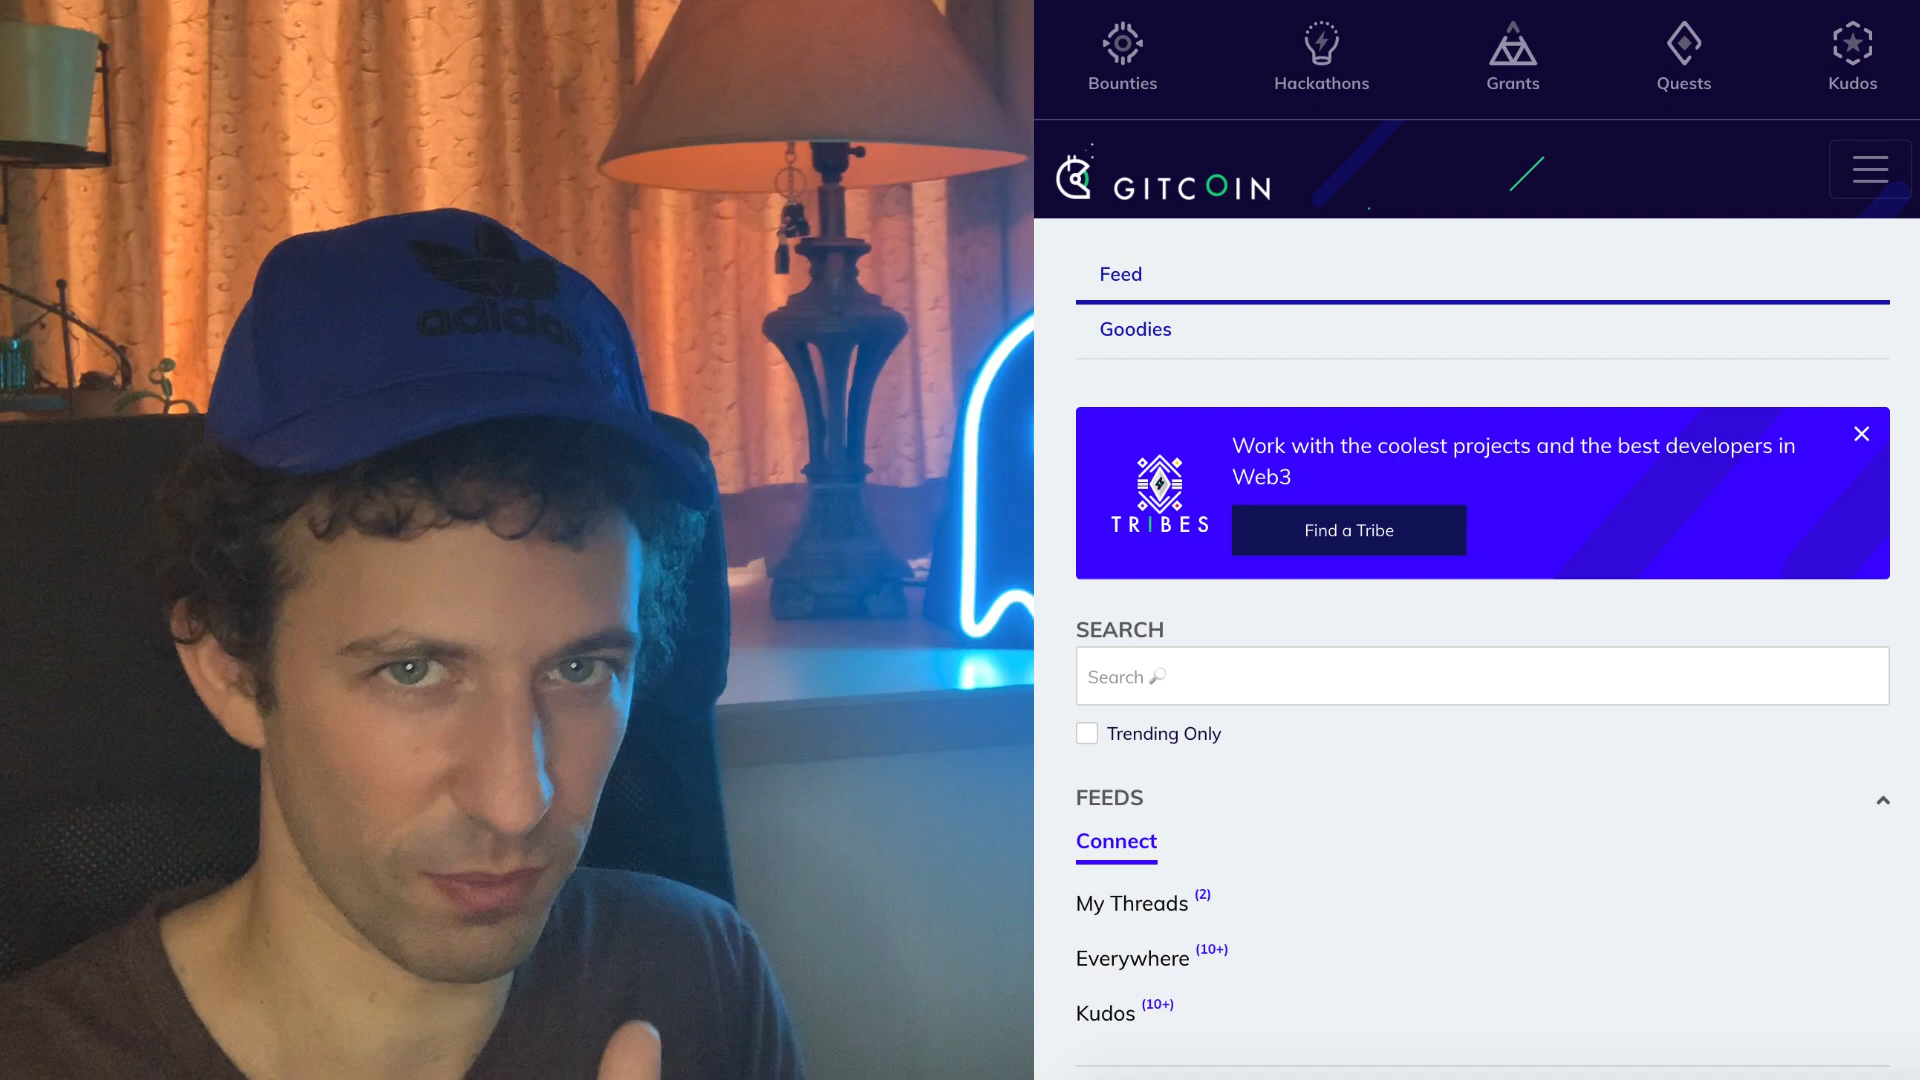 Bounties
Hackathons
Grants
Quests
Kudos
GITCOIN
adidas
Feed
Goodies
Work with the coolest projects and the best developers in
Web3
TRIBES
Find a Tribe
SEARCH
Search
Trending Only
FEEDS
Connect
My Threads (2)
Everywhere (10+)
Kudos (10+)